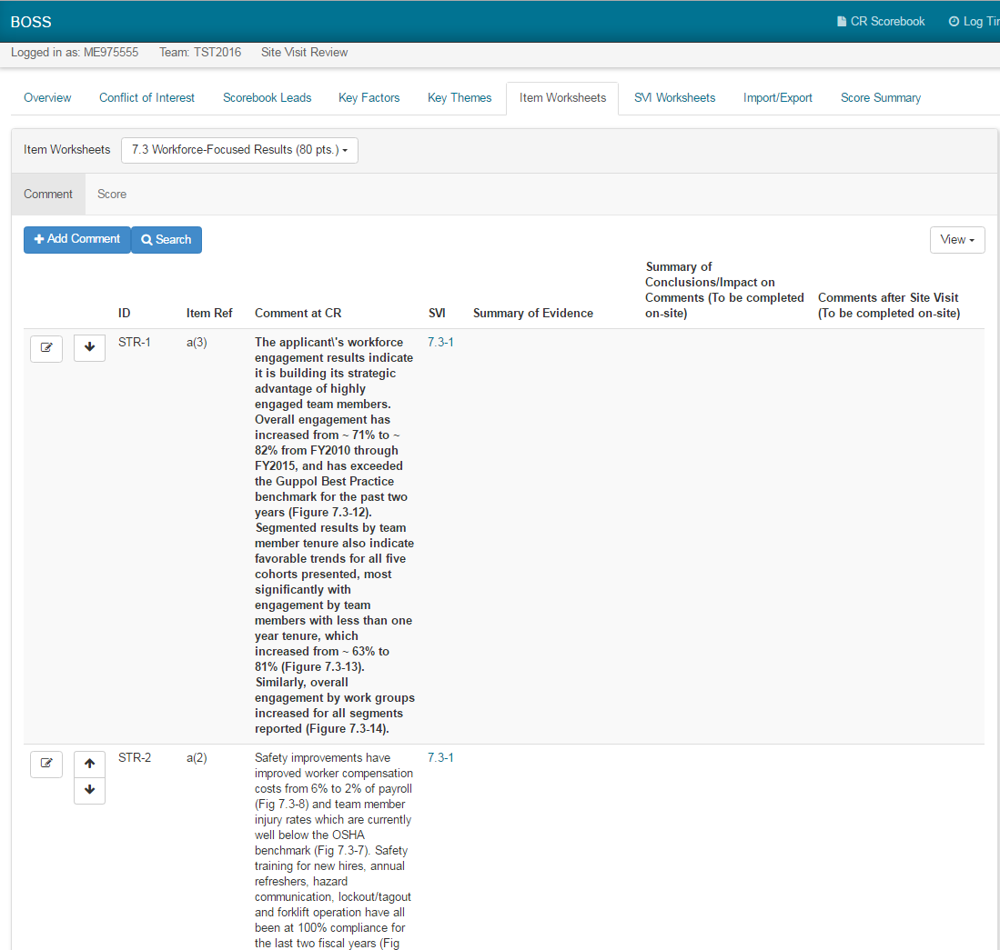 BOSS
CR Scorebook
Log Tir
Logged in as: ME975555 Team: TST2016 Site Visit Review
Overview Conflict of Interest Scorebook Leads Key Factors Key Themes Item Worksheets SVI Worksheets Import/Export Score Summary
Item Worksheets 7.3 Workforce-Focused Results (80 pts.)
Comment Score
Add Comment Search View
ID
Item Ref
Comment at CR
SVI
Summary of Evidence
Summary of
Conclusions/Impact on
Comments (To be completed
on-site)
Comments after Site Visit
(To be completed on-site)
STR-1
a(3)
The applicant\'s workforce
engagement results indicate
it is building its strategic
advantage of highly
engaged team members.
Overall engagement has
increased from ~ 71% to ~
82% from FY2010 through
FY2015, and has exceeded
the Guppol Best Practice
benchmark for the past two
years (Figure 7.3-12).
Segmented results by team
member tenure also indicate
favorable trends for all five
cohorts presented, most
significantly with
engagement by team
members with less than one
year tenure, which
increased from ~ 63% to
81% (Figure 7.3-13).
Similarly, overall
engagement by work groups
increased for all segments
reported (Figure 7.3-14).
7.3-1
STR-2
a(2)
Safety improvements have
improved worker compensation
costs from 6% to 2% of payroll
(Fig 7.3-8) and team member
injury rates which are currently
well below the OSHA
benchmark (Fig 7.3-7). Safety
training for new hires, annual
refreshers, hazard
communication, lockout/tagout
and forklift operation have all
been at 100% compliance for
the last two fiscal years (Fig
7.3-1